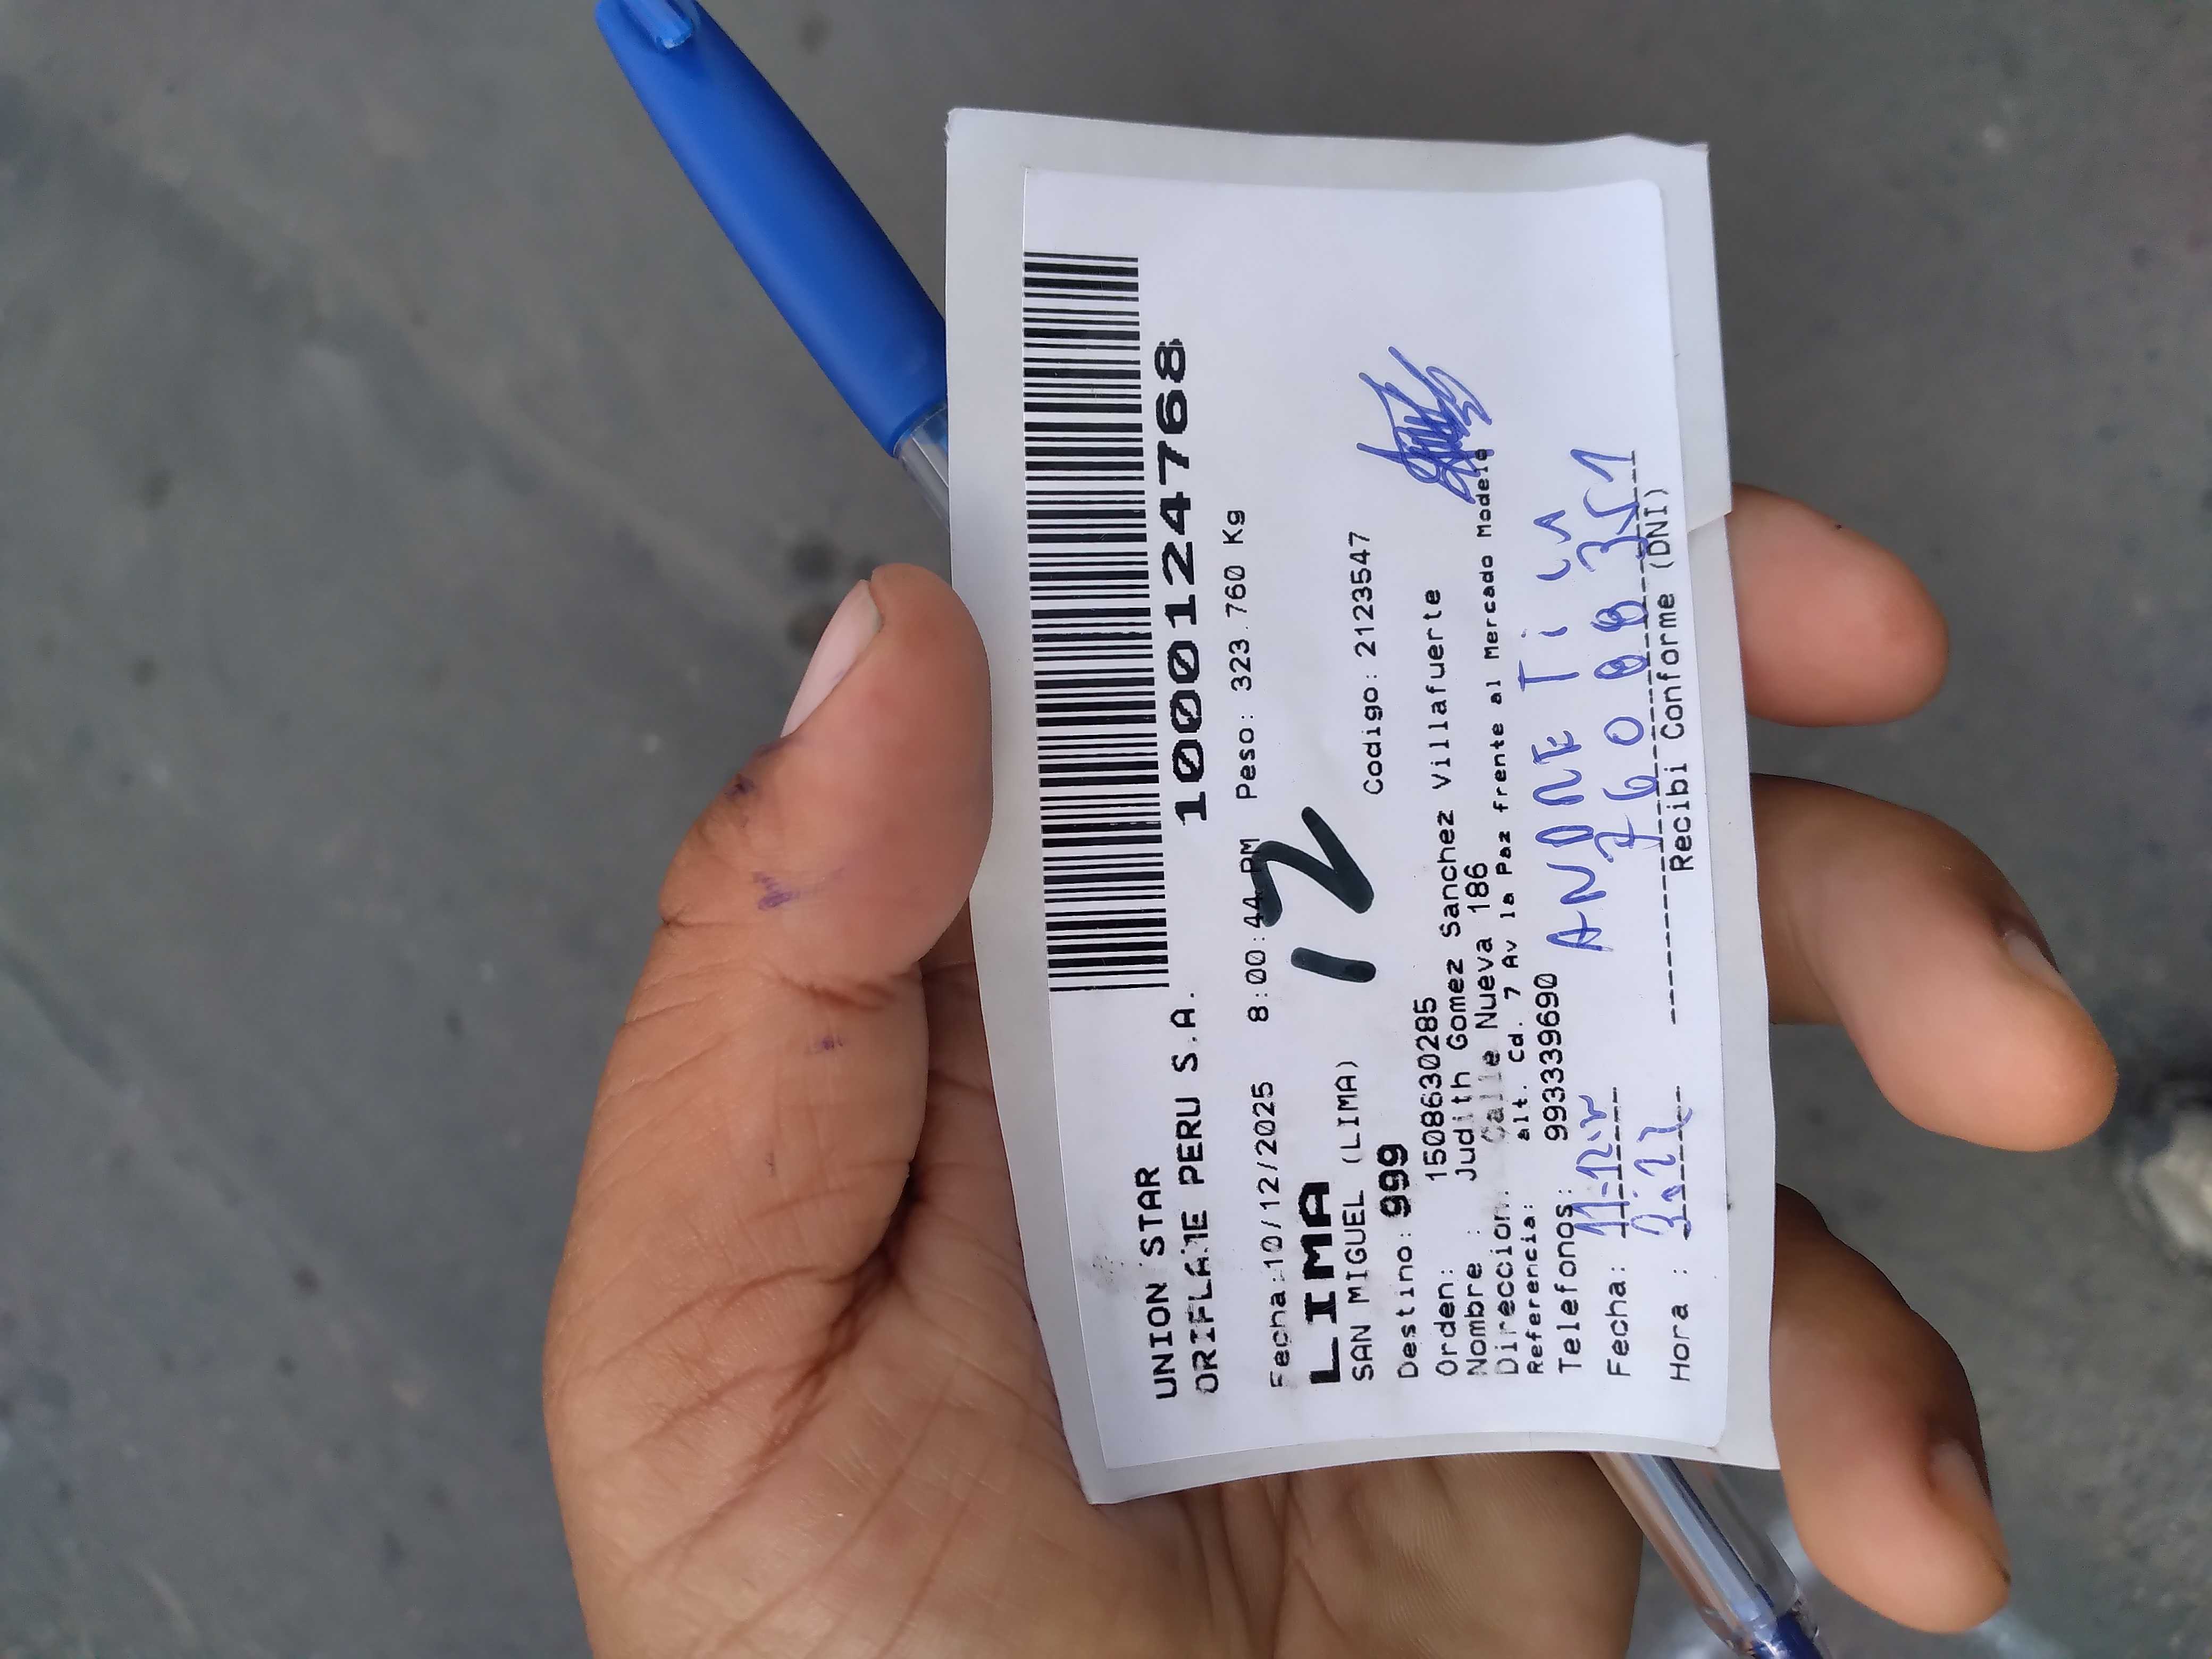 UNION STAR
ORIFLAME PERU S.A.
1000124768
Fecha:10/12/2025 8:00:44 PM Peso: 323.760 Kg
LIMA
12
SAN MIGUEL (LIMA)
Destino: 999 Codigo: 2123547
Orden: 1508630285
Nombre : Judith Gomez Sanchez Villafuerte
Direccion: Calle Nueva 186
Referencia: alt. Cd. 7 Av la Paz frente al Mercado Modelo
Telefonos: 993339690
Fecha: 11-12
Hora : 3:22
Recibi Conforme (DNI)